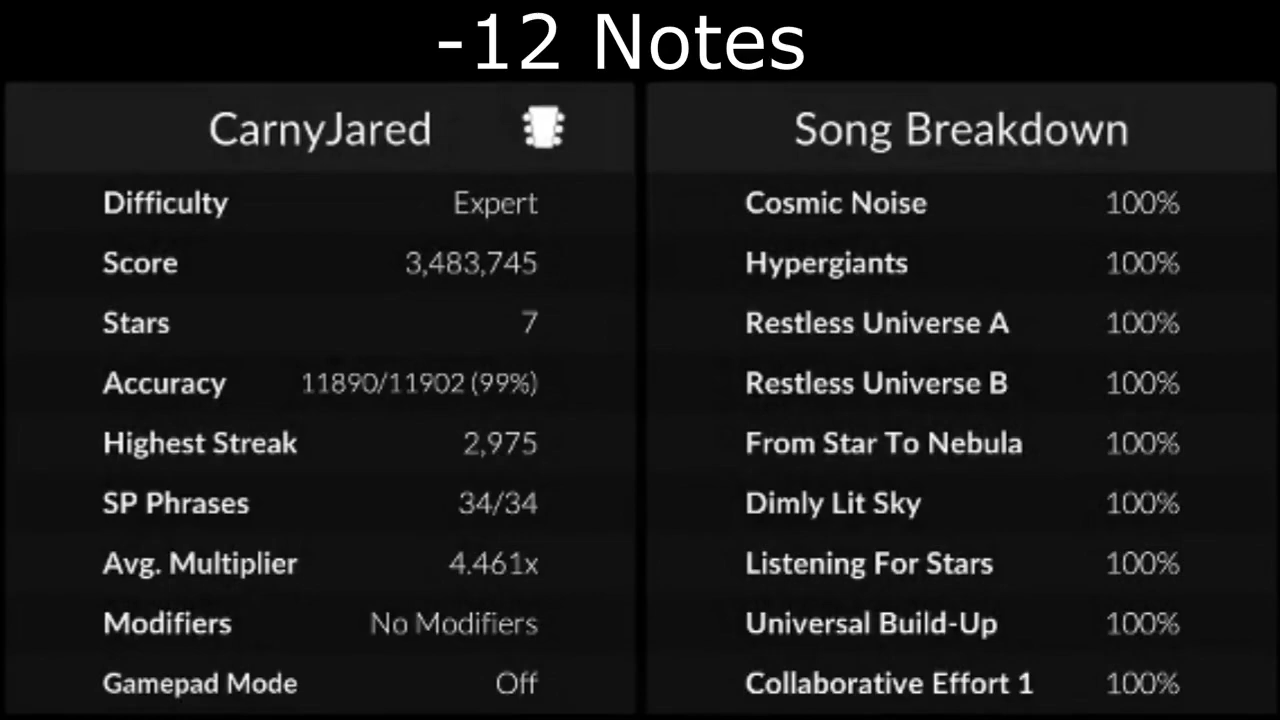 -12 Notes
CarnyJared
Difficulty Expert
Score 3,483,745
Stars 7
Accuracy 11890/11902 (99%)
Highest Streak 2,975
SP Phrases 34/34
Avg. Multiplier 4.461x
Modifiers No Modifiers
Gamepad Mode Off
Song Breakdown
Cosmic Noise 100%
Hypergiants 100%
Restless Universe A 100%
Restless Universe B 100%
From Star To Nebula 100%
Dimly Lit Sky 100%
Listening For Stars 100%
Universal Build-Up 100%
Collaborative Effort 1 100%